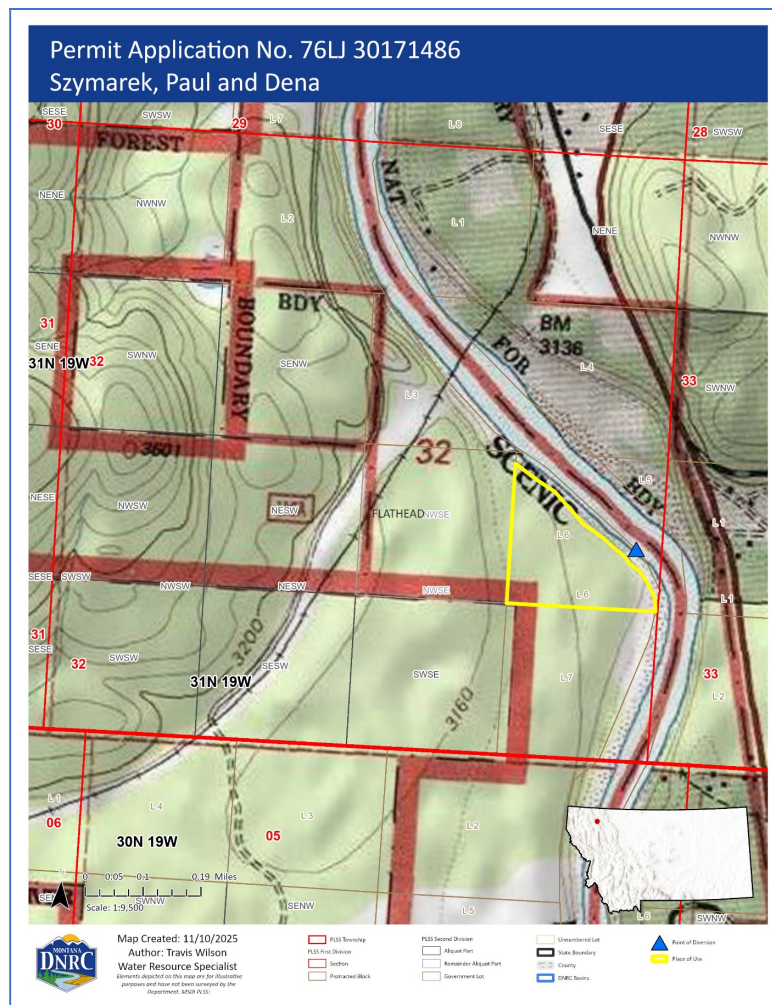 Permit Application No. 76LJ 30171486
Szymarek, Paul and Dena
SESE
SWSW
L 7
L 8
SESE
28
SWSW
30
29
FOREST
NENE
NWNW
L 2
NAT
L 1
NENE
NWNW
BDY
BOUNDARY
31
SENE
31N 19W
32
SWNW
SENW
L 3
FOR
BM
3136
L 4
33
SWNW
3601
32
SCENIC
BDY
L 5
NESE
NWSW
NESW
FLATHEAD
NWSE
L 6
L 1
SESE
SWSW
NWSW
NESW
NWSE
L 6
L 1
31
SESE
32
SWSW
3200
SESW
31N 19W
SWSE
3160
L 7
33
L 2
L 1
06
L 4
30N 19W
05
L 3
L 2
0 0.05 0.1 0.19 Miles
Scale: 1:9,500
SWNW
SENW
L 5
L 6
SWNW
MONTANA
DNRC
Map Created: 11/10/2025
Author: Travis Wilson
Water Resource Specialist
Elements depicted on this map are for illustrative
purposes and have not been surveyed by the
Department. MSDI PLSS:
PLSS Township
PLSS First Division
Section
Protracted Block
PLSS Second Division
Aliquot Part
Remainder Aliquot Part
Government Lot
Unnumbered Lot
State Boundary
County
DNRC Basins
Point of Diversion
Place of Use